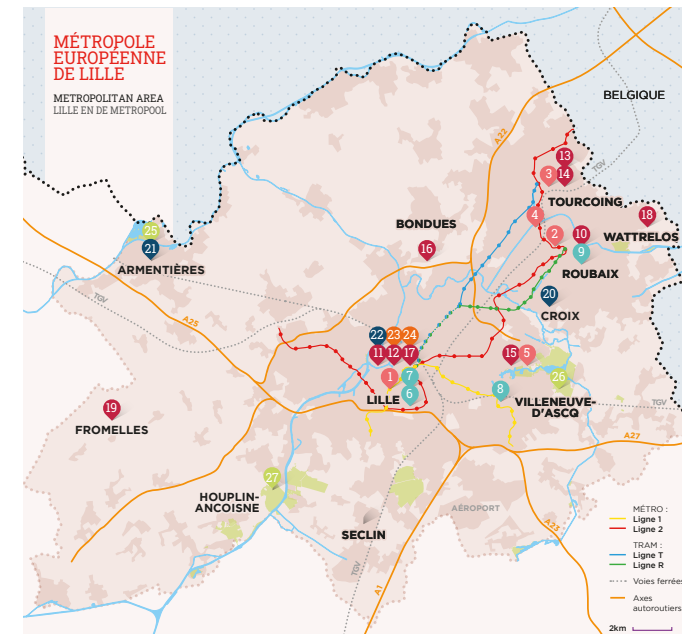 MÉTROPOLE
EUROPÉENNE
DE LILLE
METROPOLITAN AREA
LILLE EN DE METROPOOL
BELGIQUE
A22
TGV
13
3
14
TOURCOING
4
18
WATTRELOS
2
10
9
ROUBAIX
BONDUES
16
25
21
ARMENTIÈRES
TGV
A25
20
CROIX
22
23
24
11
12
17
15
5
1
7
6
8
26
LILLE
VILLENEUVE-
D'ASCQ
TGV
19
FROMELLES
A27
27
HOUPLIN-
ANCOISNE
SECLIN
AÉROPORT
A23
TGV
A1
MÉTRO :
Ligne 1
Ligne 2
TRAM :
Ligne T
Ligne R
Voies ferrées
Axes
autoroutiers
2km